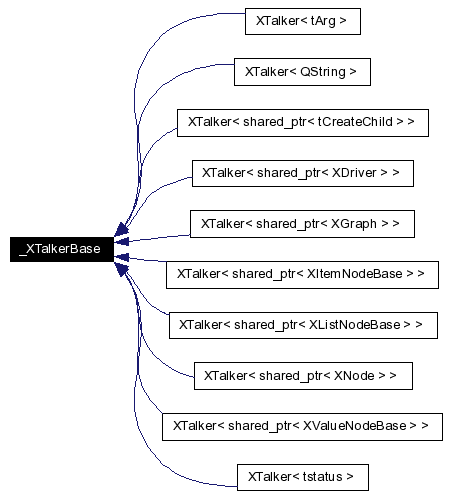 XTalker< tArg >
XTalker< QString >
XTalker< shared_ptr< tCreateChild > >
XTalker< shared_ptr< XDriver > >
XTalker< shared_ptr< XGraph > >
_XTalkerBase
XTalker< shared_ptr< XItemNodeBase > >
XTalker< shared_ptr< XListNodeBase > >
XTalker< shared_ptr< XNode > >
XTalker< shared_ptr< XValueNodeBase > >
XTalker< tstatus >